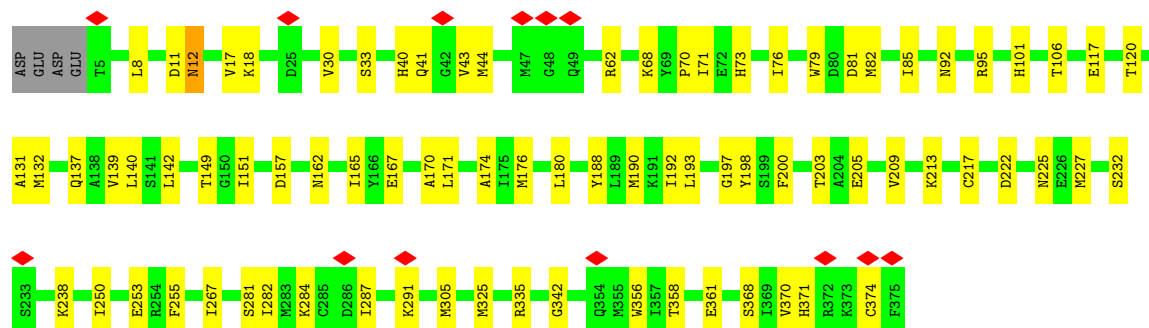 ASP GLU ASP GLU T5 L8 D11 N12 V17 K18 D25 V30 S33 H40 Q41 G42 V43 M44 M47 G48 Q49 R62 K68 Y69 P70 I71 E72 H73 I76 W79 D80 D81 M82 I85 N92 R95 H101 T106 E117 T120
A131 M132 Q137 A138 V139 L140 S141 L142 T149 G150 I151 D157 N162 I165 Y166 E167 A170 L171 A174 I175 M176 L180 Y188 L189 M190 K191 I192 L193 G197 Y198 S199 F200 T203 A204 E205 V209 K213 C217 D222 N225 E226 M227 S232
S233 K238 I250 E253 R254 F255 I267 S281 I282 M283 K284 C285 D286 I287 K291 M305 M325 R335 G342 Q354 M355 W356 I357 T358 E361 S368 I369 V370 H371 R372 K373 C374 F375